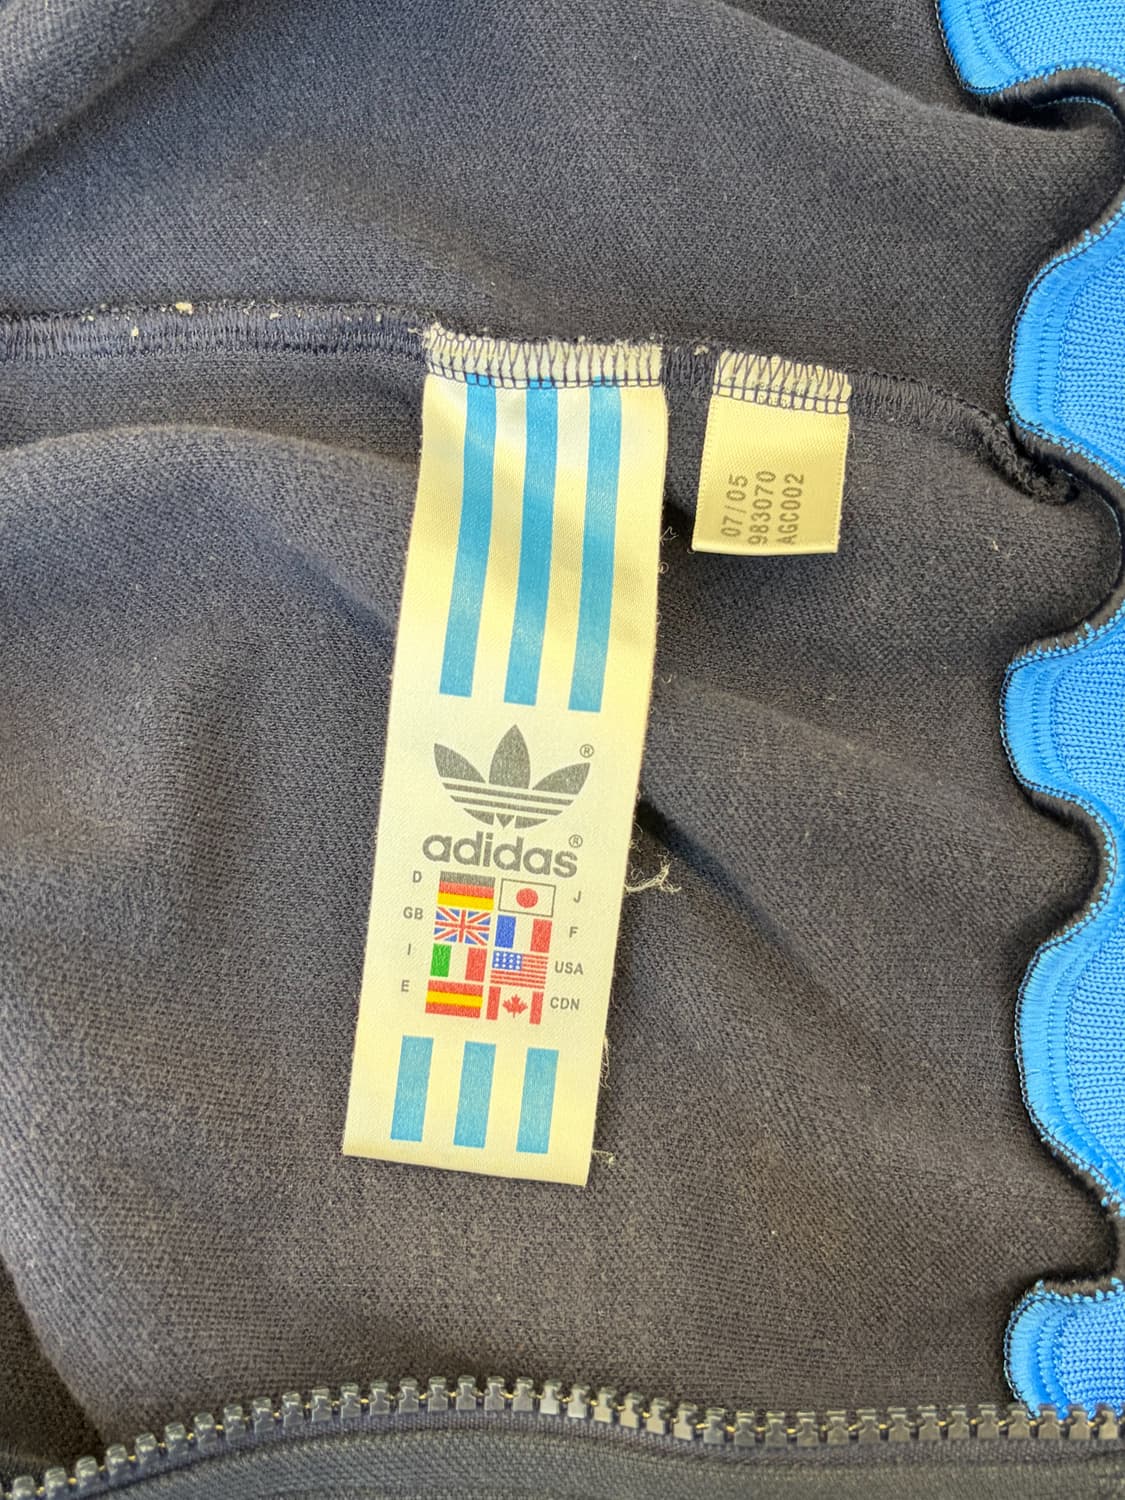 07/05
983070
AGC002
®
adidas®
D J
GB F
I USA
E CDN